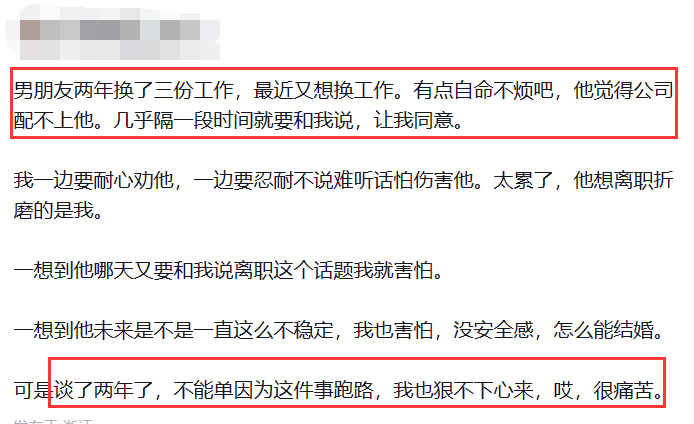 男朋友两年换了三份工作，最近又想换工作。有点自命不烦吧，他觉得公司
配不上他。几乎隔一段时间就要和我说，让我同意。
我一边要耐心劝他，一边要忍耐不说难听话怕伤害他。太累了，他想离职折
磨的是我。
一想到他哪天又要和我说离职这个话题我就害怕。
一想到他未来是不是一直这么不稳定，我也害怕，没安全感，怎么能结婚。
可是谈了两年了，不能单因为这件事跑路，我也狠不下心来，哎，很痛苦。